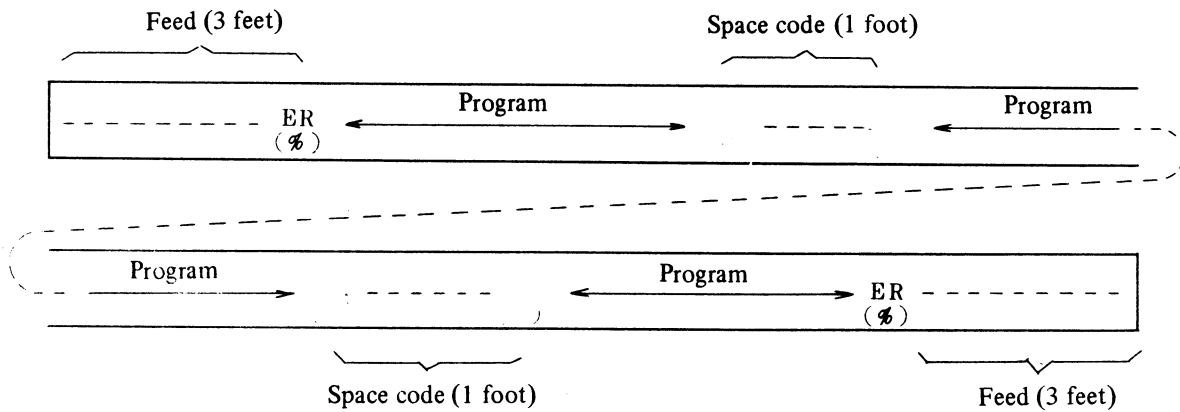 Feed (3 feet)
Space code (1 foot)
Program
Program
ER
(%)
Program
Program
ER
(%)
Space code (1 foot)
Feed (3 feet)